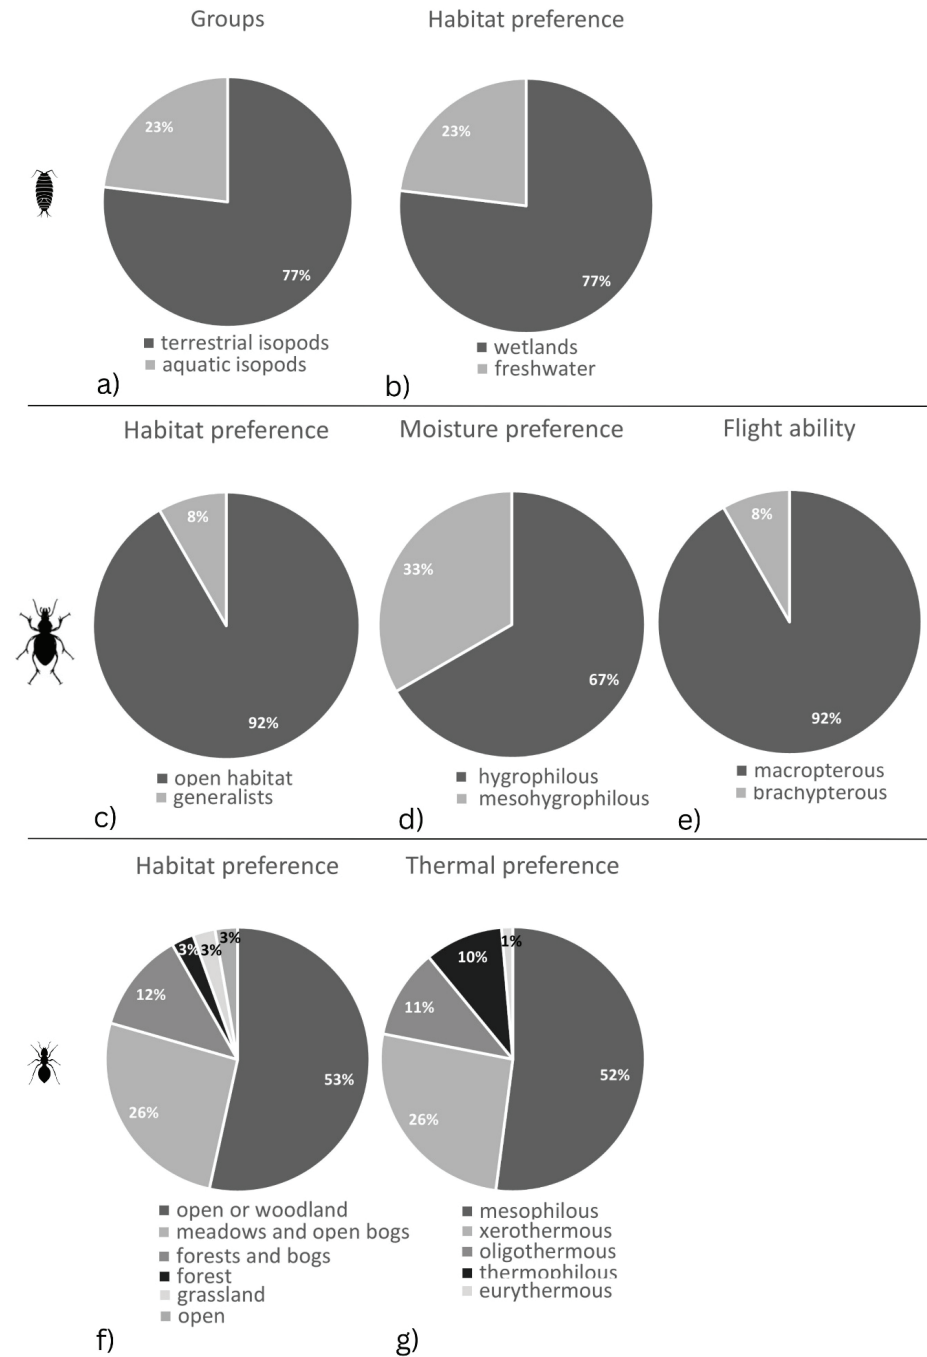 Groups
Habitat preference
23%
77%
23%
77%
terrestrial isopods
aquatic isopods
wetlands
freshwater
a)
b)
Habitat preference
Moisture preference
Flight ability
8%
92%
33%
67%
8%
92%
open habitat
generalists
hygrophilous
mesohygrophilous
macropterous
brachypterous
c)
d)
e)
Habitat preference
Thermal preference
3%
3%
3%
12%
26%
53%
1%
10%
11%
26%
52%
open or woodland
meadows and open bogs
forests and bogs
forest
grassland
open
mesophilous
xerothermous
oligothermous
thermophilous
eurythermous
f)
g)